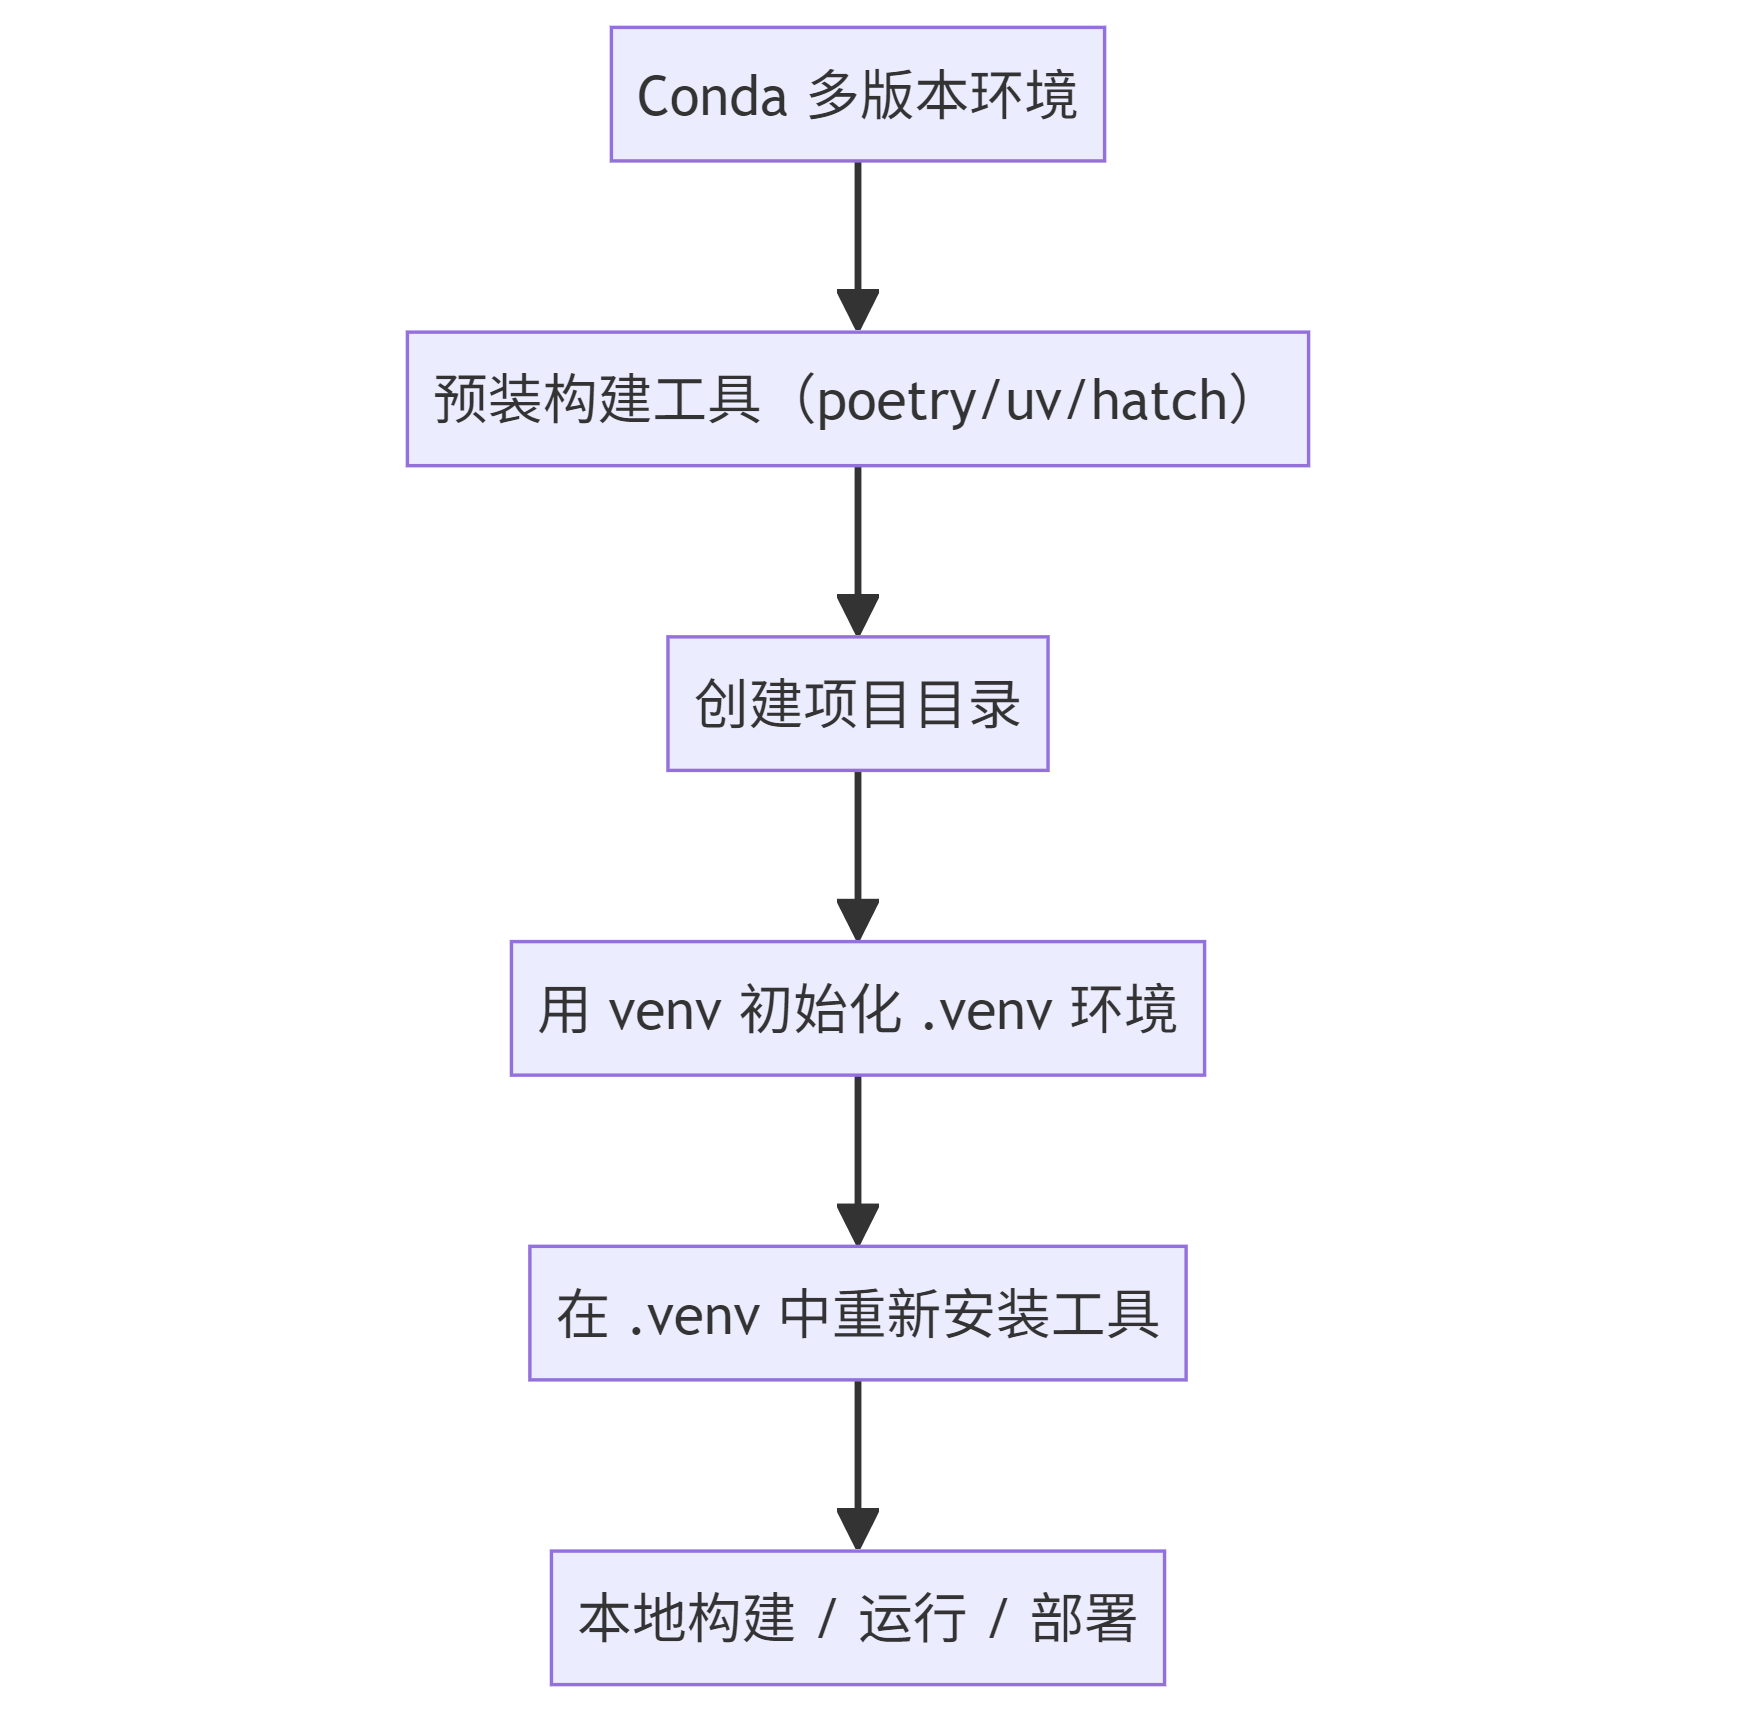 Conda 多版本环境
预装构建工具（poetry/uv/hatch）
创建项目目录
用 venv 初始化 .venv 环境
在 .venv 中重新安装工具
本地构建 / 运行 / 部署